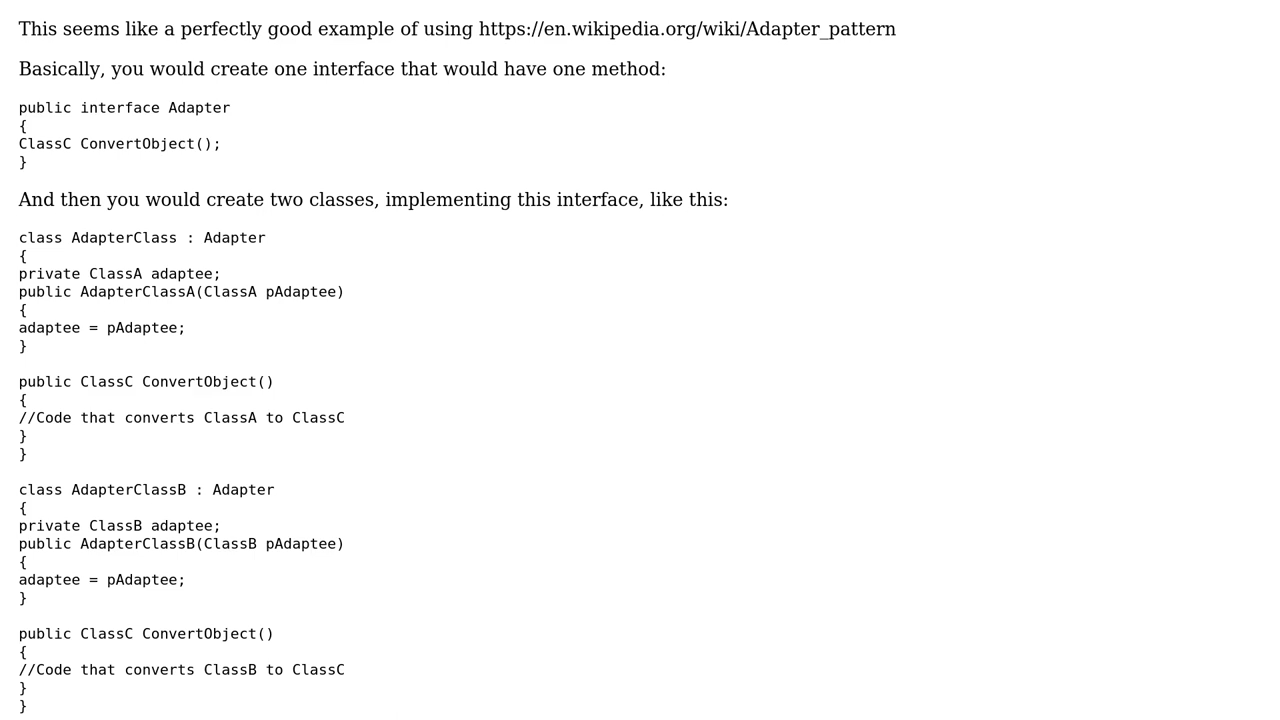 This seems like a perfectly good example of using https://en.wikipedia.org/wiki/Adapter_pattern
Basically, you would create one interface that would have one method:
public interface Adapter
{
ClassC ConvertObject();
}
And then you would create two classes, implementing this interface, like this:
class AdapterClass : Adapter
{
private ClassA adaptee;
public AdapterClassA(ClassA pAdaptee)
{
adaptee = pAdaptee;
}
public ClassC ConvertObject()
{
//Code that converts ClassA to ClassC
}
}
class AdapterClassB : Adapter
{
private ClassB adaptee;
public AdapterClassB(ClassB pAdaptee)
{
adaptee = pAdaptee;
}
public ClassC ConvertObject()
{
//Code that converts ClassB to ClassC
}
}